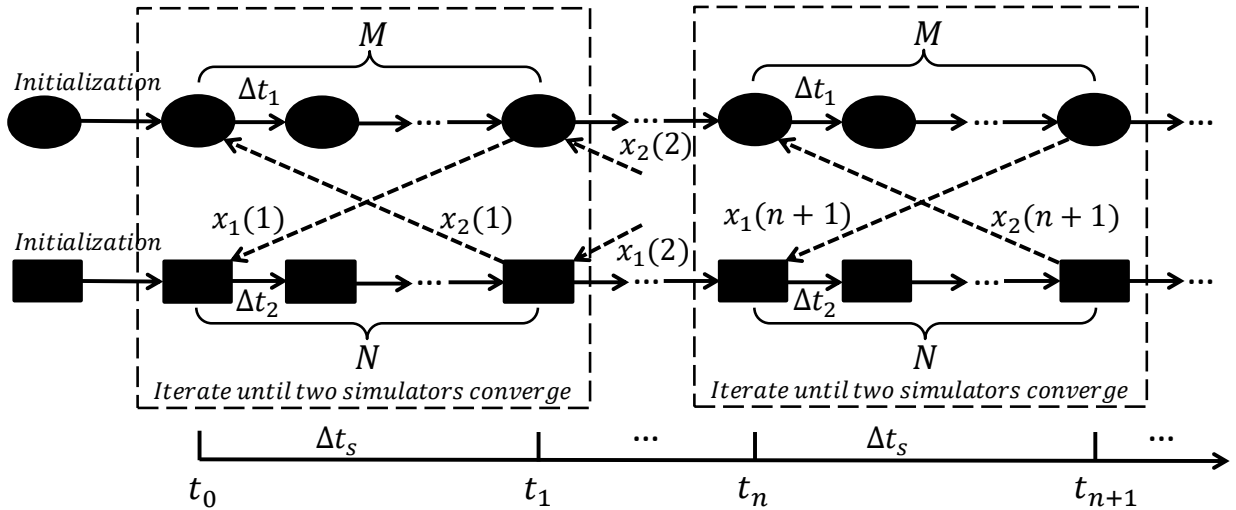 M
M
Initialization
Δt₁
Δt₁
...
...
...
...
...
x₂(2)
x₁(1)
x₂(1)
x₁(n + 1)
x₂(n + 1)
Initialization
x₁(2)
...
...
...
...
Δt₂
Δt₂
N
N
Iterate until two simulators converge
Iterate until two simulators converge
Δtₛ
...
Δtₛ
...
t₀
t₁
tₙ
tₙ₊₁